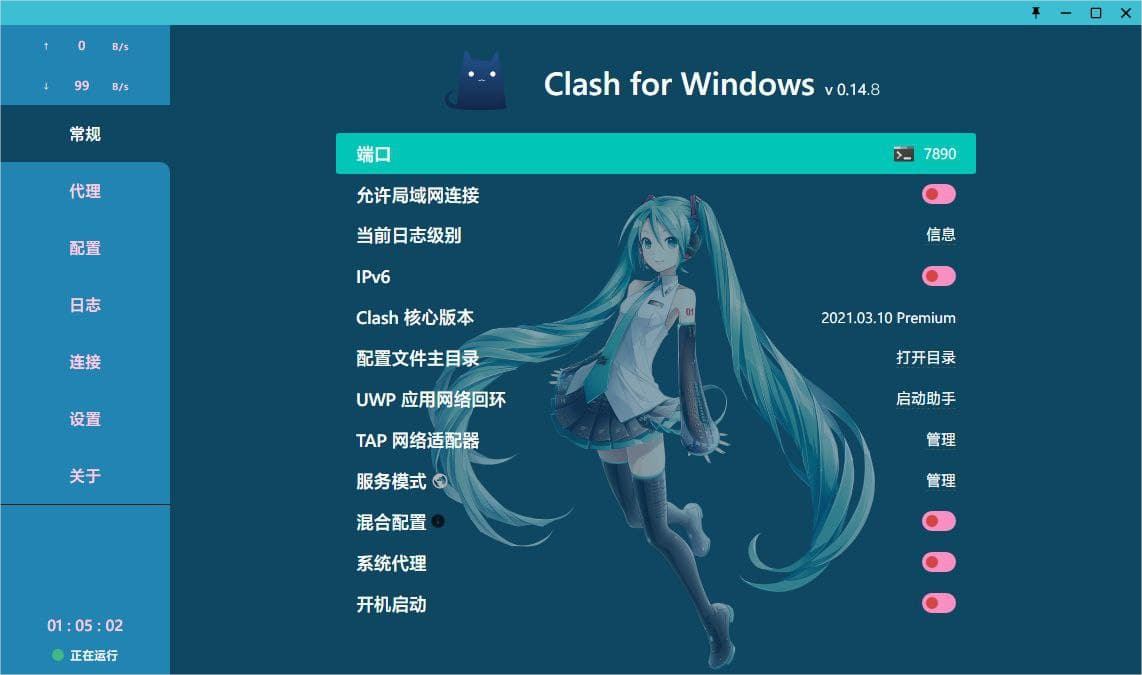 ↑ 0 B/s
↓ 99 B/s
常规
代理
配置
日志
连接
设置
关于
01 : 05 : 02
正在运行
Clash for Windows v 0.14.8
端口 7890
允许局域网连接
当前日志级别 信息
IPv6
Clash 核心版本 2021.03.10 Premium
配置文件主目录 打开目录
UWP 应用网络回环 启动助手
TAP 网络适配器 管理
服务模式 管理
混合配置
系统代理
开机启动
01